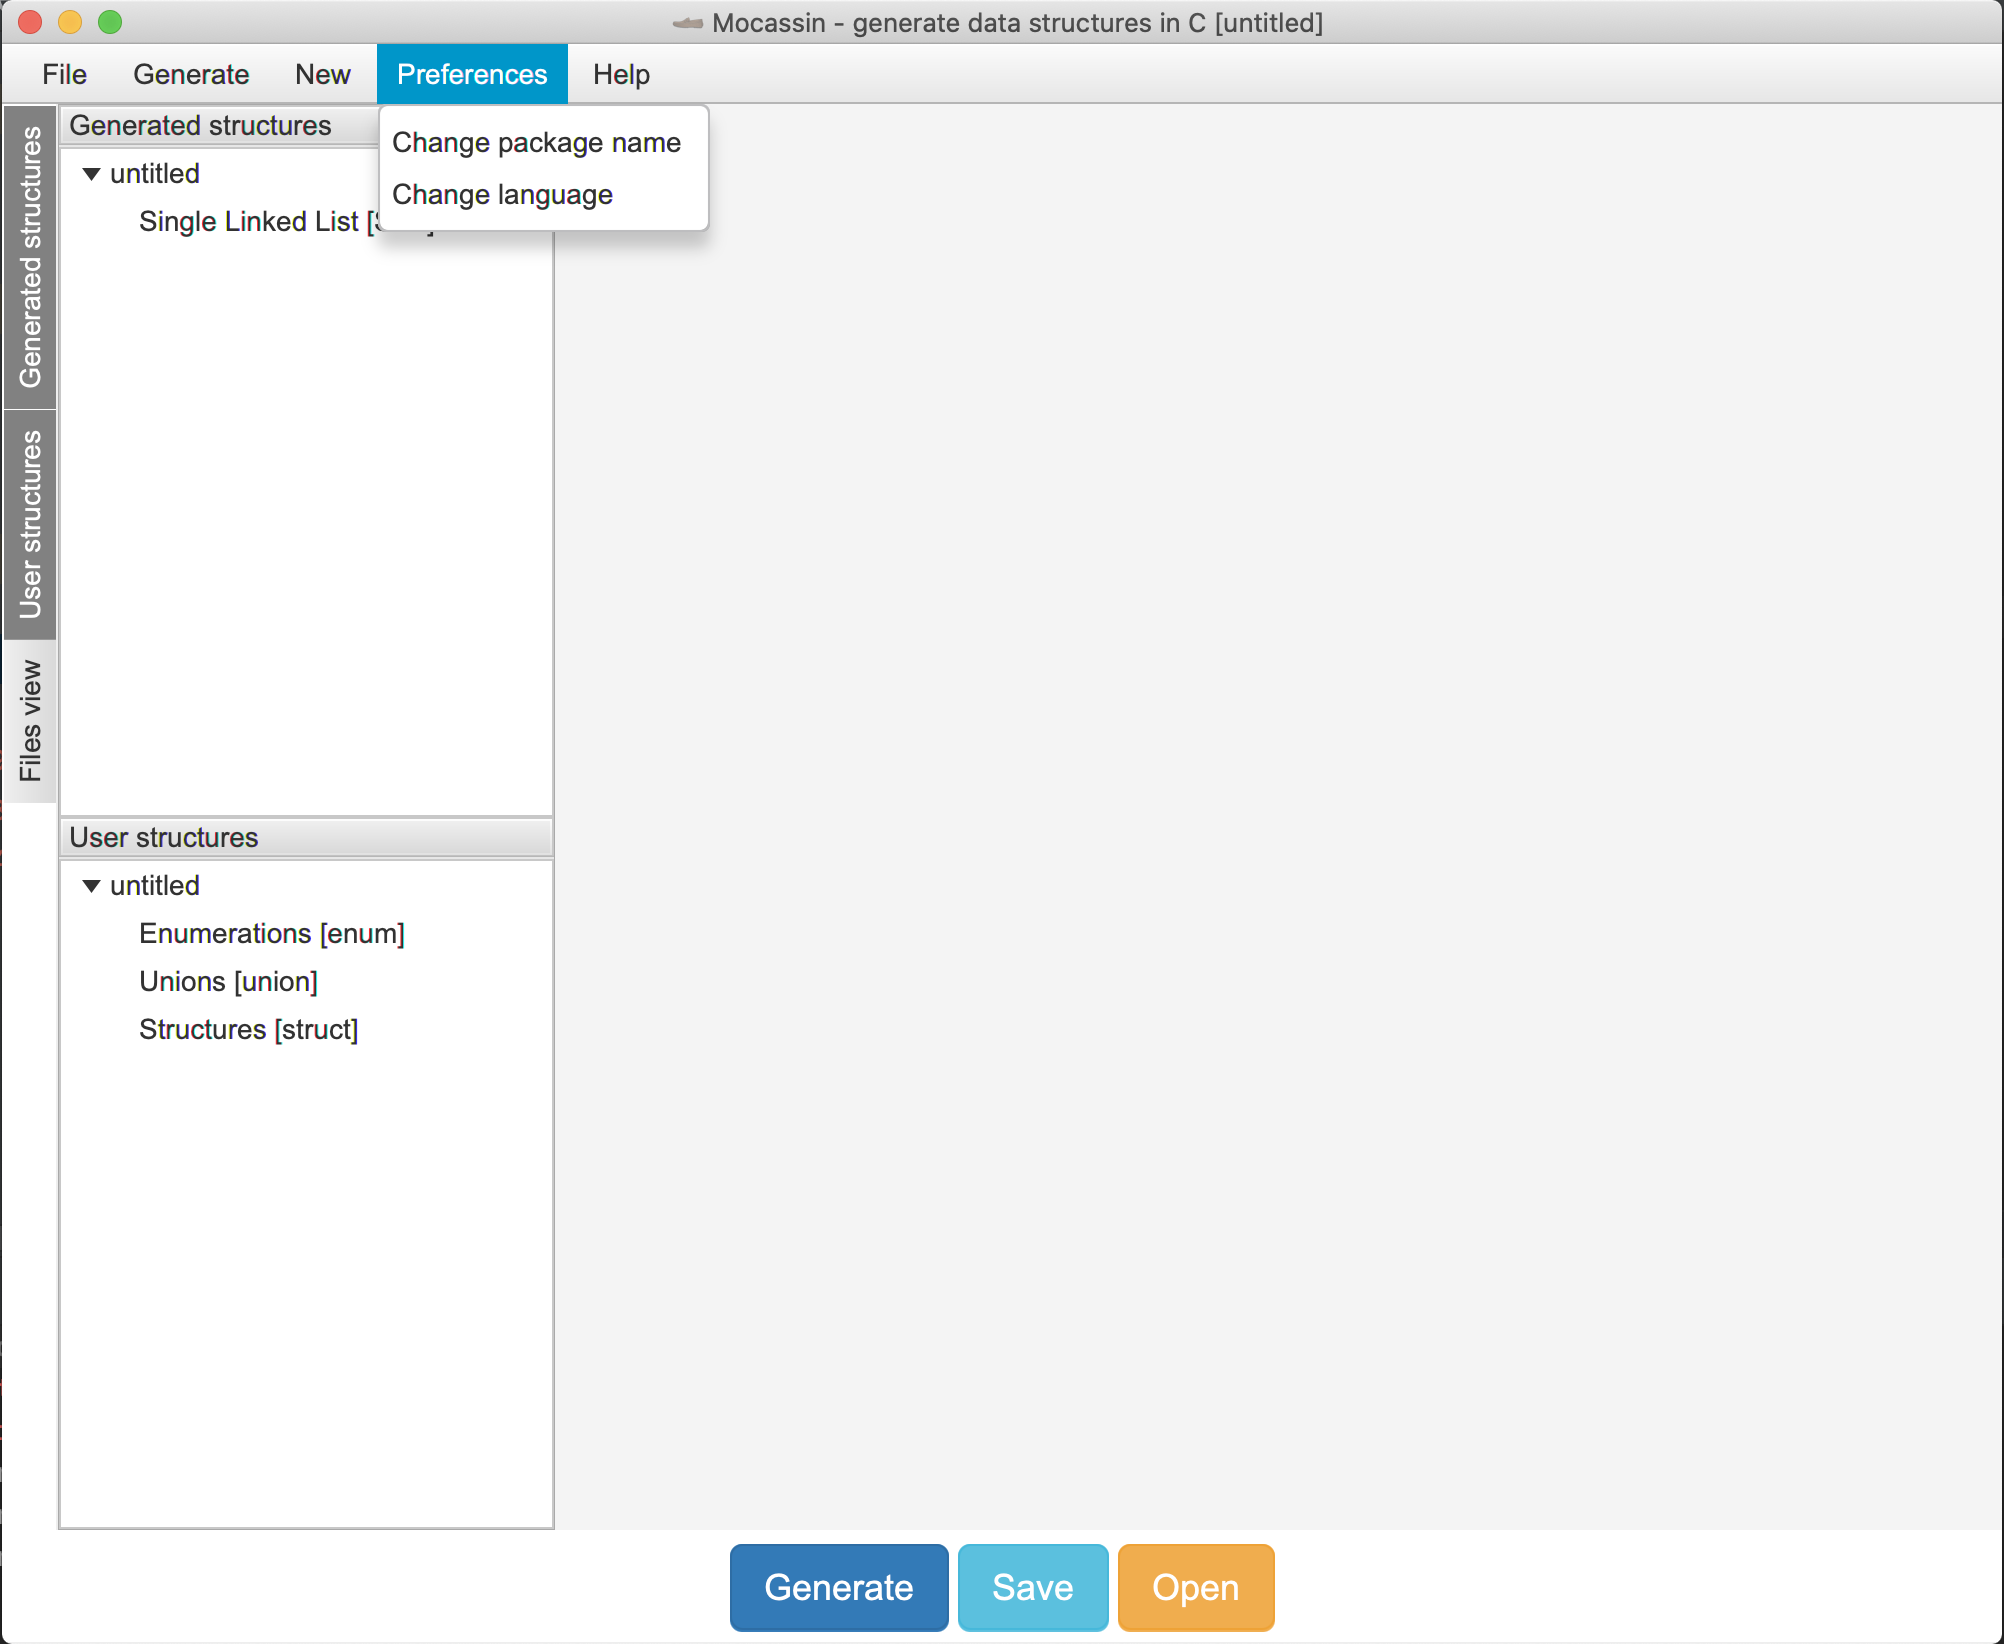 Mocassin - generate data structures in C [untitled]
File Generate New Preferences Help
Change package name
Change language
Generated structures
User structures
Files view
Generated structures
untitled
Single Linked List
User structures
untitled
Enumerations [enum]
Unions [union]
Structures [struct]
Generate Save Open